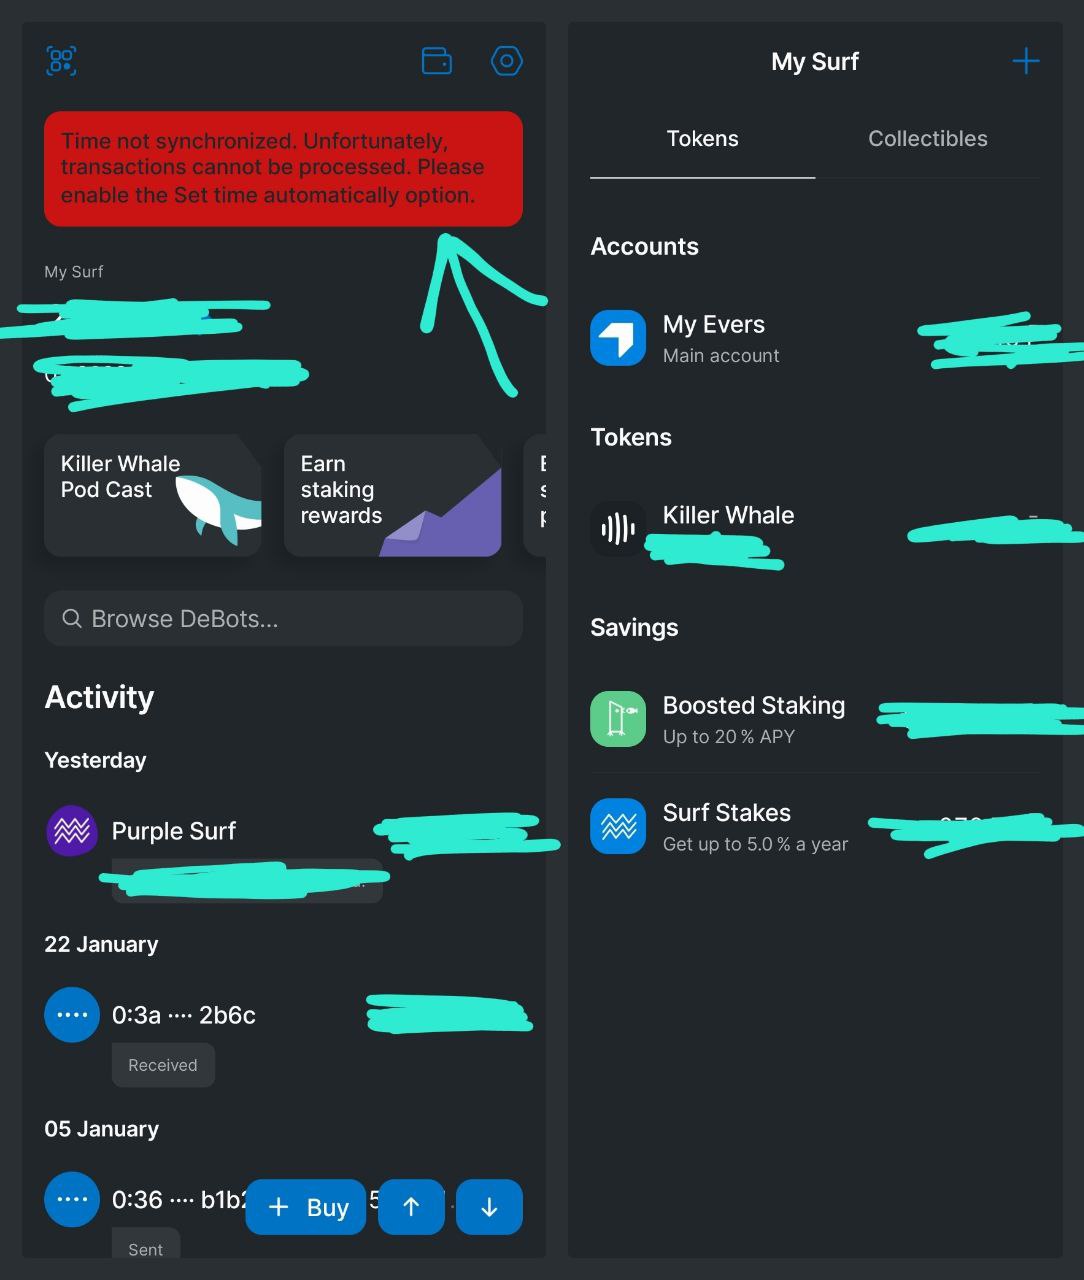 Time not synchronized. Unfortunately,
transactions cannot be processed. Please
enable the Set time automatically option.
My Surf
Killer Whale
Pod Cast
Earn
staking
rewards
Browse DeBots...
Activity
Yesterday
Purple Surf
22 January
0:3a ···· 2b6c
Received
05 January
0:36 ···· b1b2
+ Buy
Sent
My Surf
Tokens
Collectibles
Accounts
My Evers
Main account
Tokens
Killer Whale
Savings
Boosted Staking
Up to 20 % APY
Surf Stakes
Get up to 5.0 % a year